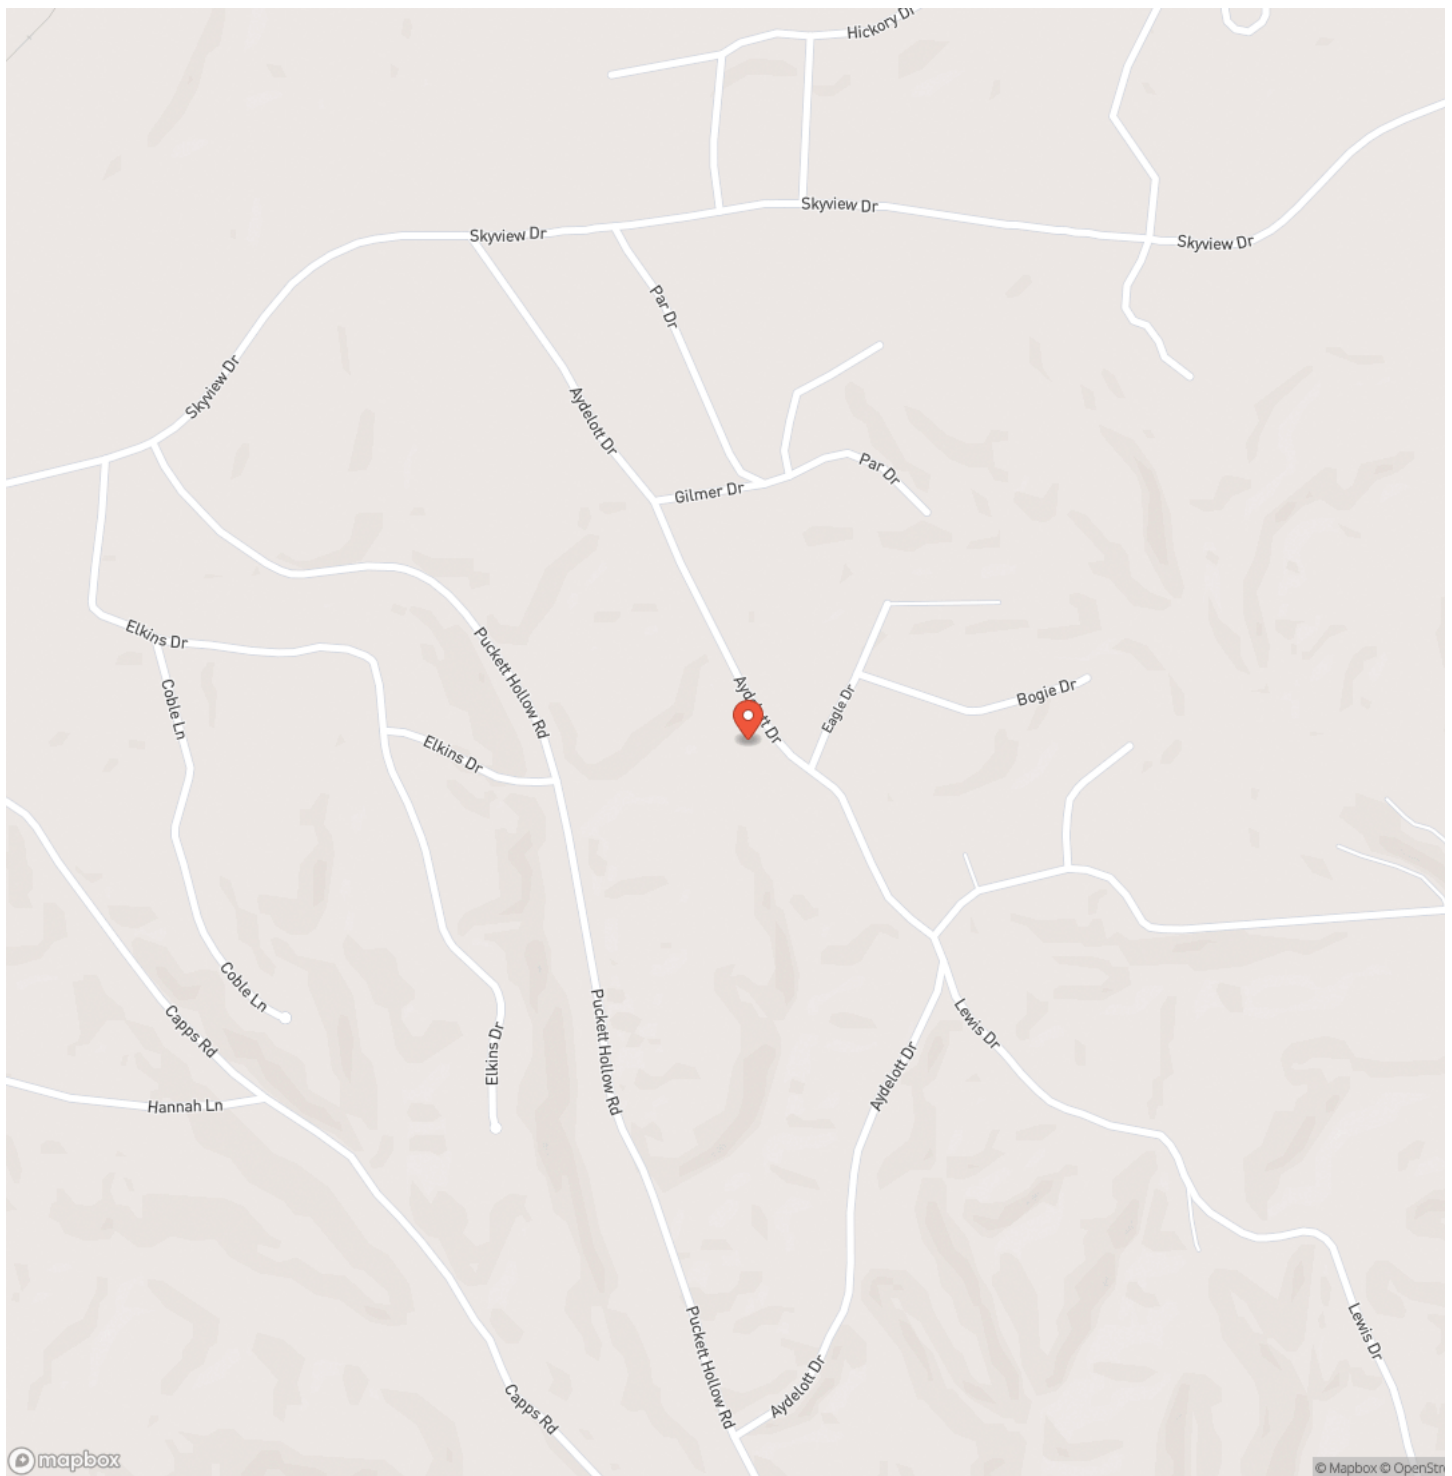 Hickory Dr
Skyview Dr
Skyview Dr
Skyview Dr
Par Dr
Skyview Dr
Aydelott Dr
Par Dr
Gilmer Dr
Elkins Dr
Puckett Hollow Rd
Coble Ln
Eagle Dr
Bogie Dr
Elkins Dr
Coble Ln
Capps Rd
Puckett Hollow Rd
Lewis Dr
Elkins Dr
Aydelott Dr
Hannah Ln
Puckett Hollow Rd
Lewis Dr
Aydelott Dr
Capps Rd
mapbox
© Mapbox © OpenStre